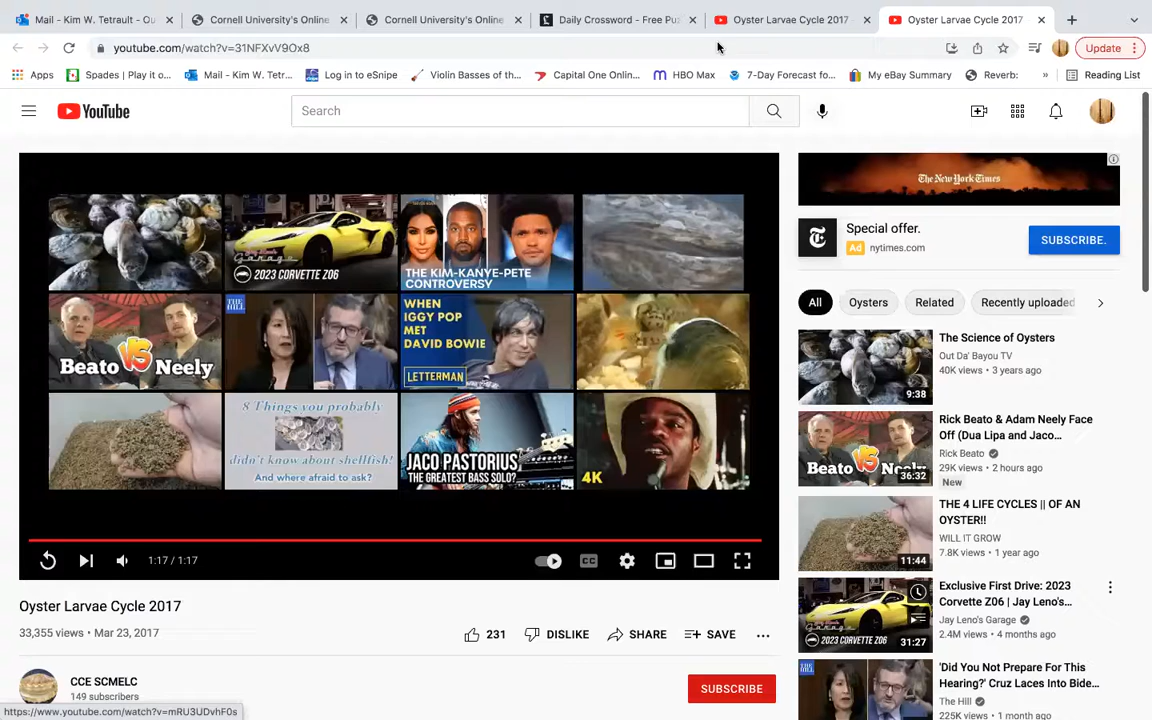 Mail - Kim W. Tetrault - Ou
Cornell University's Online
Cornell University's Online
Daily Crossword - Free Puz
Oyster Larvae Cycle 2017 -
Oyster Larvae Cycle 2017
youtube.com/watch?v=31NFXvV9Ox8
Update
Apps
Spades | Play it o...
Mail - Kim W. Tetr...
Log in to eSnipe
Violin Basses of th...
Capital One Onlin...
HBO Max
7-Day Forecast fo...
My eBay Summary
Reverb:
»
Reading List
YouTube
Search
2023 CORVETTE Z06
THE KIM-KANYE-PETE
CONTROVERSY
Beato VS Neely
THE HILL
WHEN
IGGY POP
MET
DAVID BOWIE
LETTERMAN
8 Things you probably
didn't know about shellfish!
And where afraid to ask?
JACO PASTORIUS
THE GREATEST BASS SOLO?
4K
1:17 / 1:17
CC
Oyster Larvae Cycle 2017
33,355 views • Mar 23, 2017
231
DISLIKE
SHARE
SAVE
CCE SCMELC
149 subscribers
SUBSCRIBE
https://www.youtube.com/watch?v=mRU3UDvhF0s
The New York Times
Special offer.
Ad nytimes.com
SUBSCRIBE.
All
Oysters
Related
Recently uploaded
The Science of Oysters
Out Da' Bayou TV
40K views • 3 years ago
9:38
Rick Beato & Adam Neely Face
Off (Dua Lipa and Jaco...
Rick Beato
29K views • 2 hours ago
New
Beato VS Neely
36:32
THE 4 LIFE CYCLES || OF AN
OYSTER!!
WILL IT GROW
7.8K views • 1 year ago
11:44
Exclusive First Drive: 2023
Corvette Z06 | Jay Leno's...
Jay Leno's Garage
2.4M views • 4 months ago
2023 CORVETTE Z06
31:27
'Did You Not Prepare For This
Hearing?' Cruz Laces Into Bide...
The Hill
225K views • 1 month ago